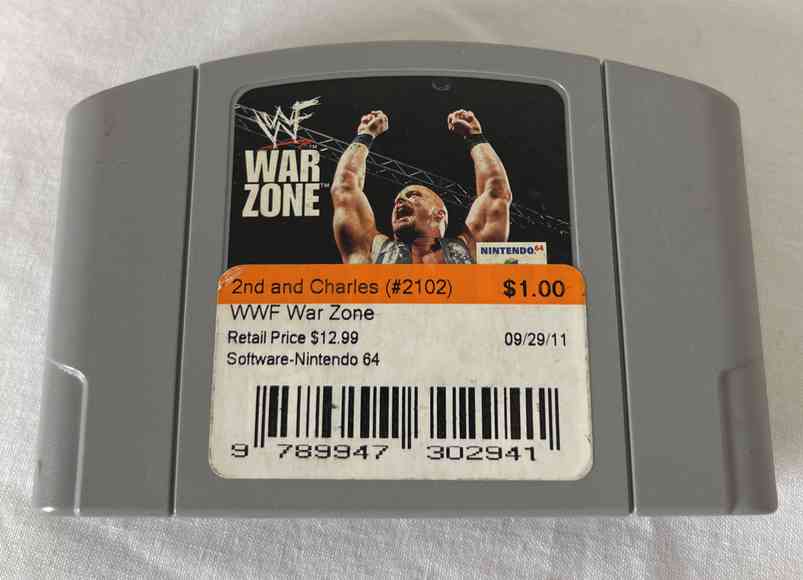 WF
WAR
ZONE™
NINTENDO64
2nd and Charles (#2102) $1.00
WWF War Zone
Retail Price $12.99 09/29/11
Software-Nintendo 64
9 789947 302941